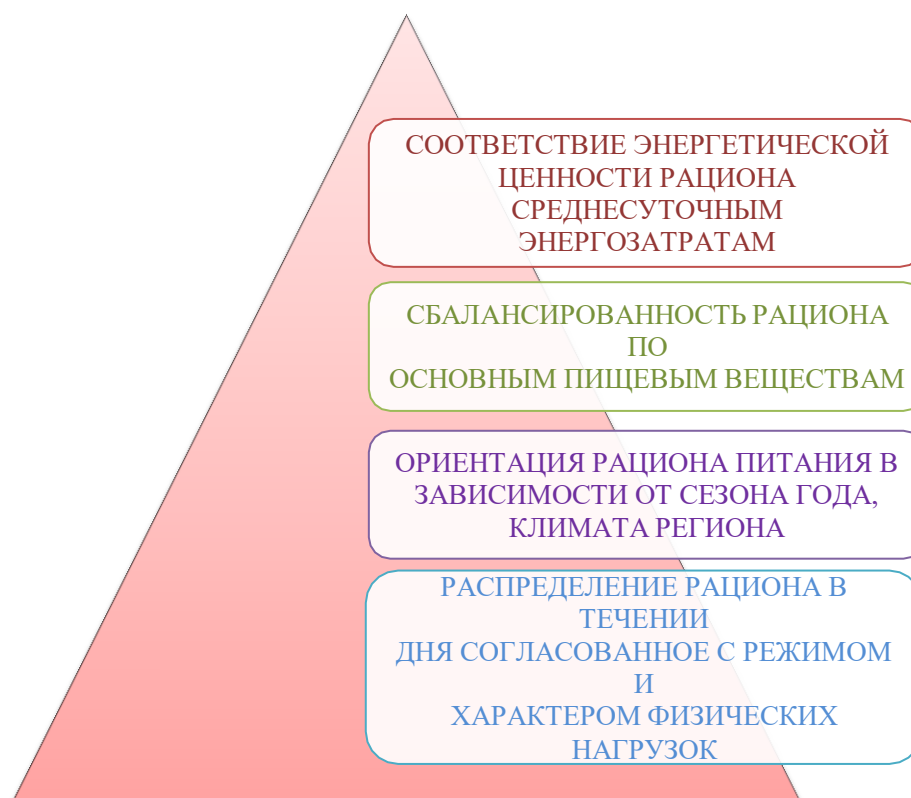 СООТВЕТСТВИЕ ЭНЕРГЕТИЧЕСКОЙ
ЦЕННОСТИ РАЦИОНА
СРЕДНЕСУТОЧНЫМ
ЭНЕРГОЗАТРАТАМ
СБАЛАНСИРОВАННОСТЬ РАЦИОНА
ПО
ОСНОВНЫМ ПИЩЕВЫМ ВЕЩЕСТВАМ
ОРИЕНТАЦИЯ РАЦИОНА ПИТАНИЯ В
ЗАВИСИМОСТИ ОТ СЕЗОНА ГОДА,
КЛИМАТА РЕГИОНА
РАСПРЕДЕЛЕНИЕ РАЦИОНА В
ТЕЧЕНИИ
ДНЯ СОГЛАСОВАННОЕ С РЕЖИМОМ
И
ХАРАКТЕРОМ ФИЗИЧЕСКИХ
НАГРУЗОК